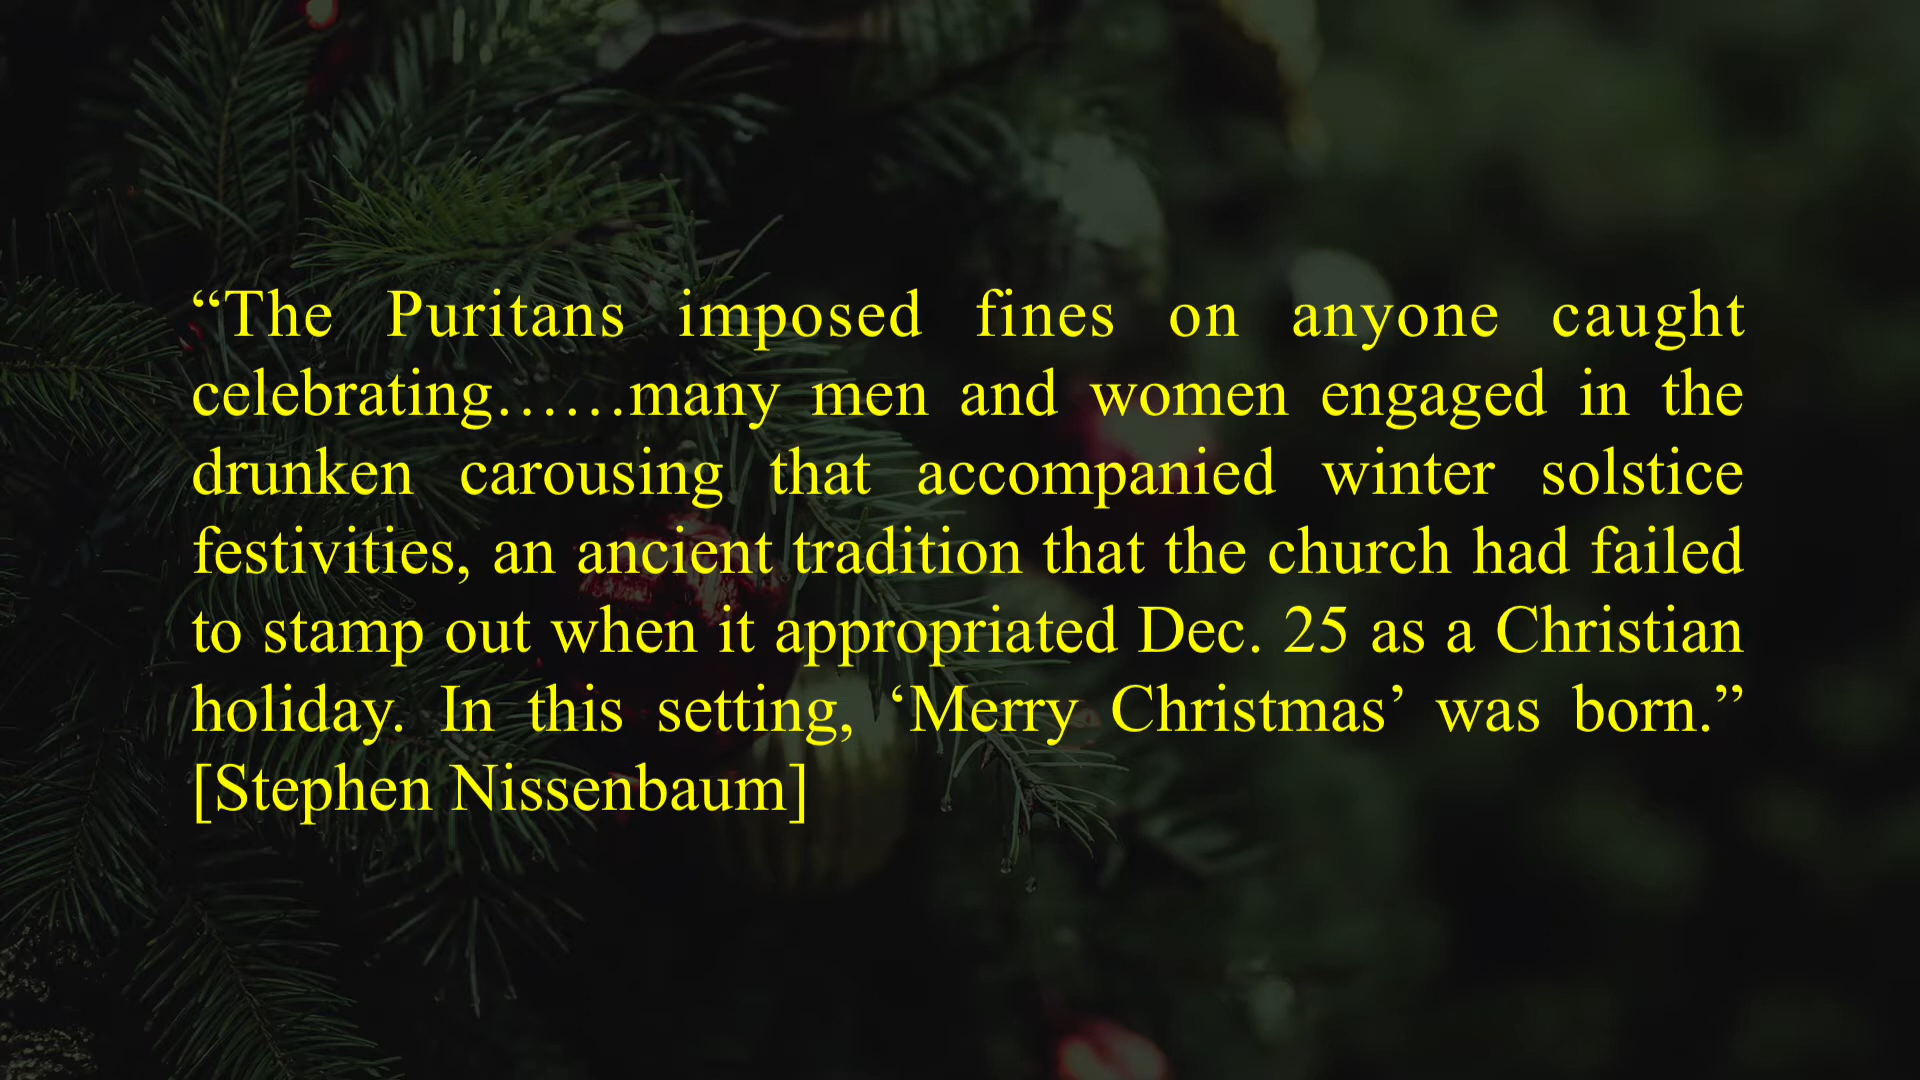 “The Puritans imposed fines on anyone caught
celebrating……many men and women engaged in the
drunken carousing that accompanied winter solstice
festivities, an ancient tradition that the church had failed
to stamp out when it appropriated Dec. 25 as a Christian
holiday. In this setting, ‘Merry Christmas’ was born.”
[Stephen Nissenbaum]